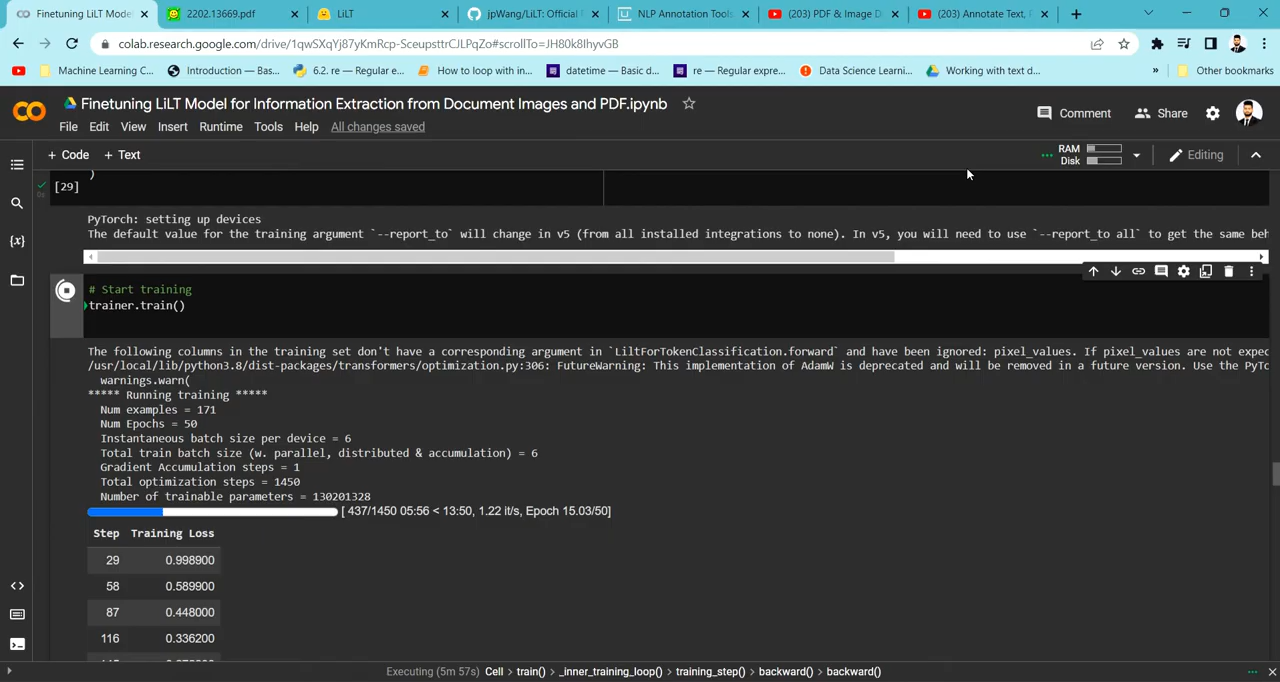 Finetuning LiLT Model
2202.13669.pdf
LiLT
jpWang/LiLT: Official
NLP Annotation Tools
(203) PDF & Image D
(203) Annotate Text,
colab.research.google.com/drive/1qwSXqYj87yKmRcp-SceupsttrCJLPqZo#scrollTo=JH80k8IhyvGB
Machine Learning C...
Introduction — Bas...
6.2. re — Regular e...
How to loop with in...
datetime — Basic d...
re — Regular expre...
Data Science Learni...
Working with text d...
»
Other bookmarks
Finetuning LiLT Model for Information Extraction from Document Images and PDF.ipynb
File Edit View Insert Runtime Tools Help All changes saved
Comment
Share
+ Code + Text
RAM
Disk
Editing
)
[29]
PyTorch: setting up devices
The default value for the training argument `--report_to` will change in v5 (from all installed integrations to none). In v5, you will need to use `--report_to all` to get the same beh
# Start training
trainer.train()
The following columns in the training set don't have a corresponding argument in `LiltForTokenClassification.forward` and have been ignored: pixel_values. If pixel_values are not expec
/usr/local/lib/python3.8/dist-packages/transformers/optimization.py:306: FutureWarning: This implementation of AdamW is deprecated and will be removed in a future version. Use the PyTo
warnings.warn(
***** Running training *****
Num examples = 171
Num Epochs = 50
Instantaneous batch size per device = 6
Total train batch size (w. parallel, distributed & accumulation) = 6
Gradient Accumulation steps = 1
Total optimization steps = 1450
Number of trainable parameters = 130201328
[ 437/1450 05:56 < 13:50, 1.22 it/s, Epoch 15.03/50]
Step Training Loss
29 0.998900
58 0.589900
87 0.448000
116 0.336200
Executing (5m 57s) Cell > train() > _inner_training_loop() > training_step() > backward() > backward()